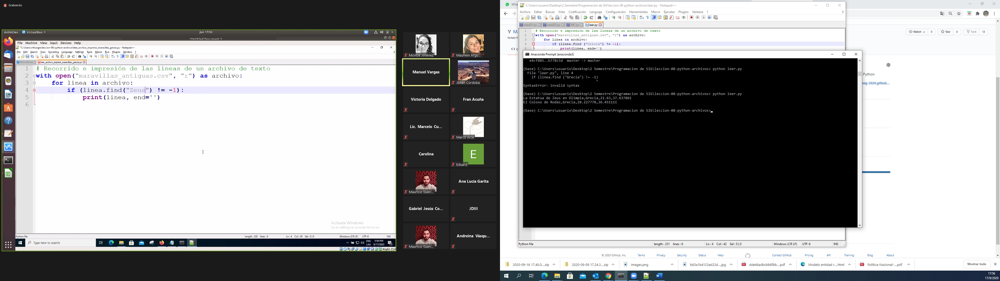 Grabando
Activities
VirtualBox
jue 17:56
*Untitled Document 2
File Machine View Input Devices Help
*C:\Users\mfvargas\leccion-08-python-archivos\leer_archivo_imprimir_maravillas_grecia.py - Notepad++
File Edit Search View Encoding Language Settings Tools Macro Run Plugins Window ?
X
README.md
leer_archivo_imprimir_maravillas_grecia.py
1 # Recorrido e impresión de las líneas de un archivo de texto
2 with open("maravillas_antiguas.csv", "r") as archivo:
3 for linea in archivo:
4 if (linea.find("Zeus") != -1):
5 print(linea, end='')
6
Activate Windows
Go to Settings to activate Windows.
Python file
length : 220 lines : 6
Ln : 4 Col : 29 Sel : 0 | 0
Windows (CR LF)
UTF-8
INS
Type here to search
ENG
LAA
5:56 PM
9/17/2020
Right Ctrl
Montse Jiménez
Maureen Argu...
Manuel Vargas
Johan Cordoba
Victoria Delgado
Fran Acuña
Lic. Marcelo Cu...
Marco Arce
Carolina
E
Eduard
Mauricio Guev...
Ana Lucía Garita
Gabriel Jesús Co...
JDIII
Mauricio Guev...
Andreina Vásqu...
C:\Users\usuario\Desktop\2 Semestre\Programacion de SIG\leccion-08-python-archivos\leer.py - Notepad++
Archivo Editar Buscar Vista Codificación Lenguaje Configuración Herramientas Macro Ejecutar Plugins Ventana ?
X
edad01.py
edad02.py
IMC.py
leer.py
1 # Recorrido e impresión de las líneas de un archivo de texto
2 with open("maravillas_antiguas.csv", "r") as archivo:
3 for linea in archivo:
4 if (linea.find ("Grecia") != -1):
5 print(linea, end='')
forked
Watch 0
Star 0
Fork 13
Python
nsig-2020.github....
Anaconda Prompt (anaconda3)
e4cf885..b778c5d master -> master
(base) C:\Users\usuario\Desktop\2 Semestre\Programacion de SIG\leccion-08-python-archivos> python leer.py
File "leer.py", line 4
if (linea.find ("Grecia") != -1)
^
SyntaxError: invalid syntax
(base) C:\Users\usuario\Desktop\2 Semestre\Programacion de SIG\leccion-08-python-archivos> python leer.py
La Estatua de Zeus en Olimpia,Grecia,21.63,37.637861
El Coloso de Rodas,Grecia,28.227778,36.451111
(base) C:\Users\usuario\Desktop\2 Semestre\Programacion de SIG\leccion-08-python-archivos>
Python file
length : 231 lines : 6
Ln : 4 Col : 42 Sel : 0 | 0
Windows (CR LF)
UTF-8
INS
© 2020 GitHub, Inc.
Terms
Privacy
Security
Status
Help
Contact GitHub
Pricing
API
Training
Blog
About
2020-09-16 17.40.0....zip
2020-09-09 17.24.3....zip
images.png
b63a1b4123ad22d....jpg
dde66adbcbb8fbb....pdf
Modelo entidad r....html
Política-Nacional-....pdf
Mostrar todo
17:56
17/9/2020